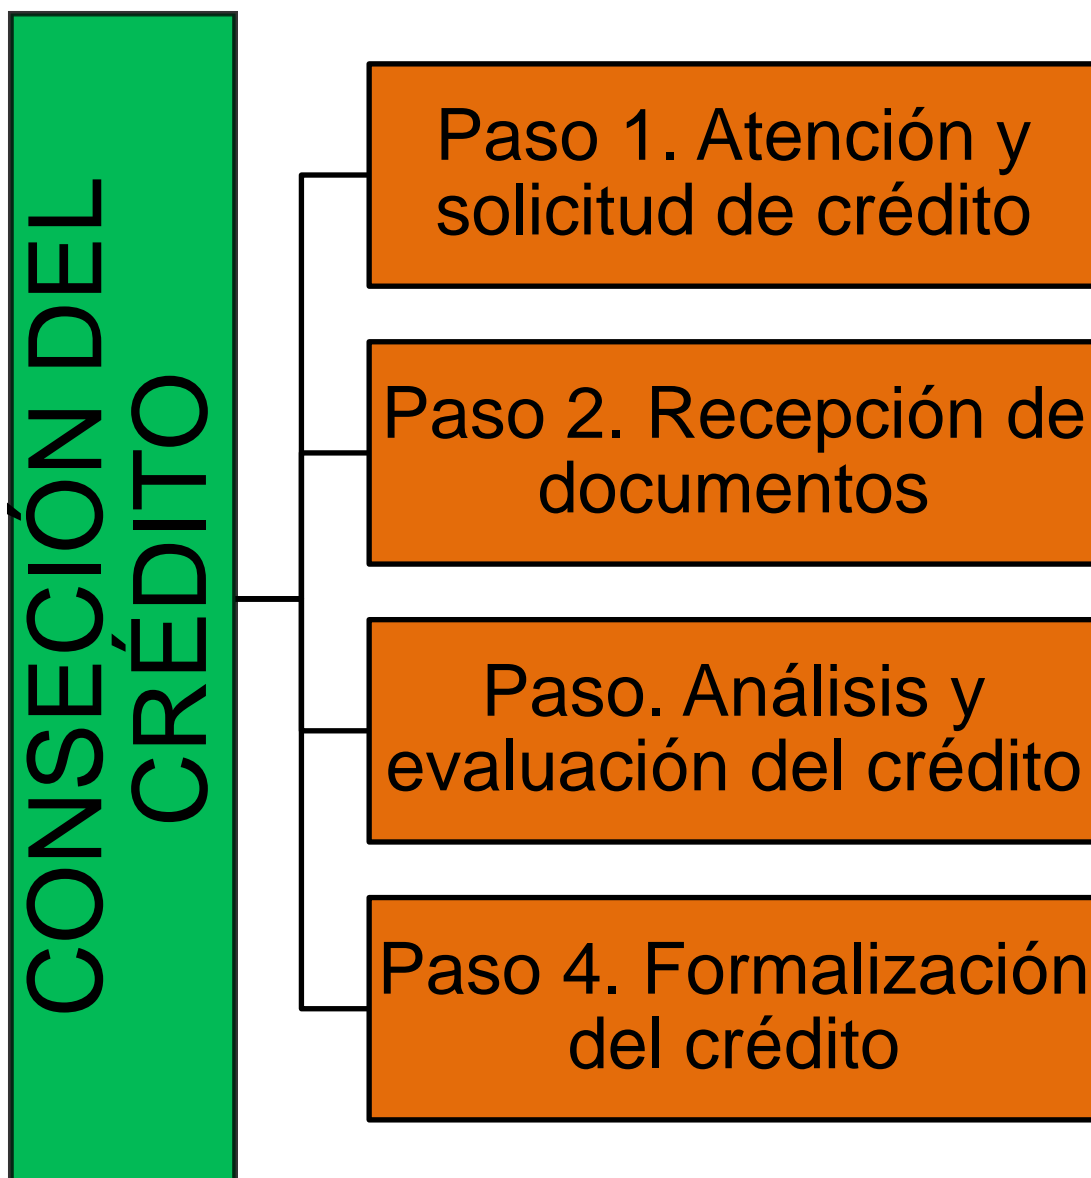 CONSECIÓN DEL
CRÉDITO
Paso 1. Atención y
solicitud de crédito
Paso 2. Recepción de
documentos
Paso. Análisis y
evaluación del crédito
Paso 4. Formalización
del crédito